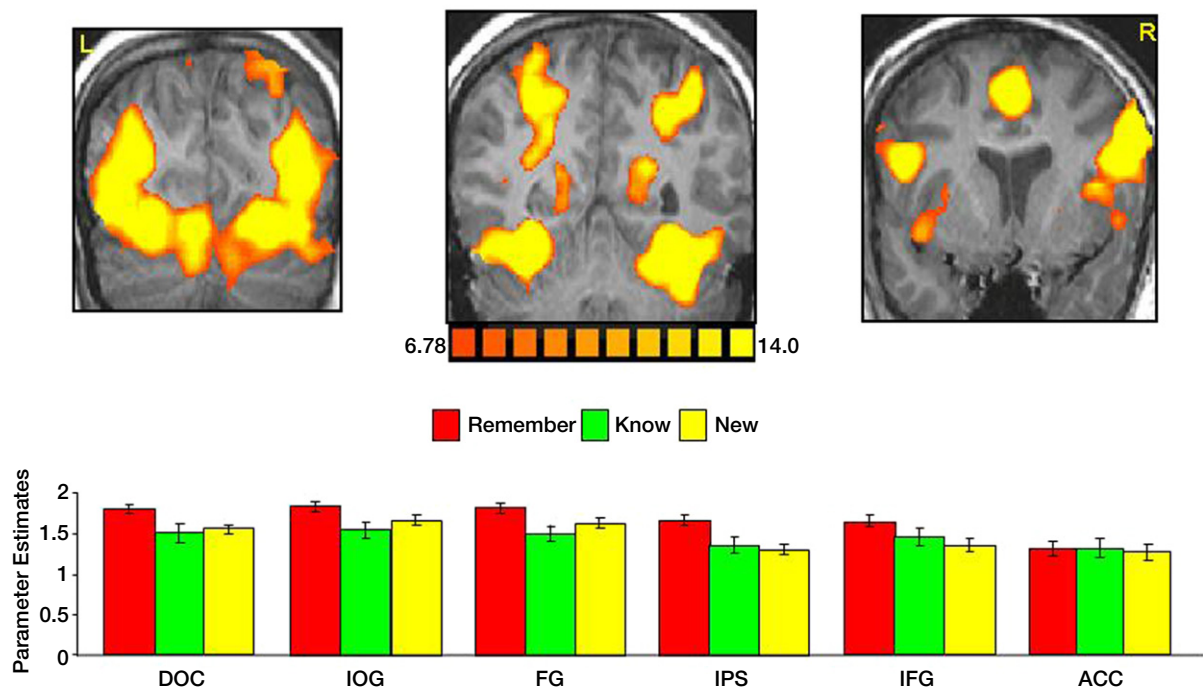 L
R
6.78 14.0
Remember Know New
Parameter Estimates
2
1.5
1
0.5
0
DOC IOG FG IPS IFG ACC